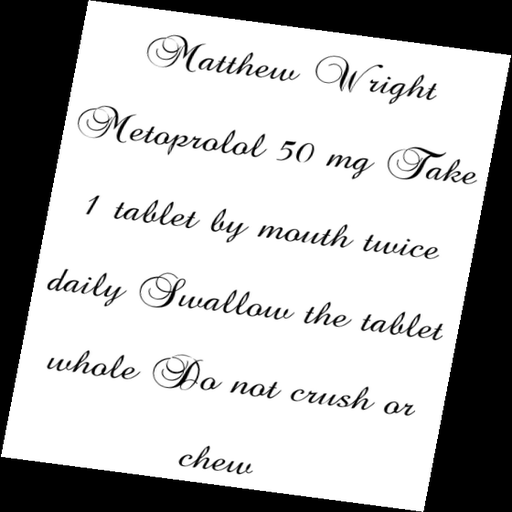 Matthew Wright
Metoprolol 50 mg Take
1 tablet by mouth twice
daily Swallow the tablet
whole Do not crush or
chew